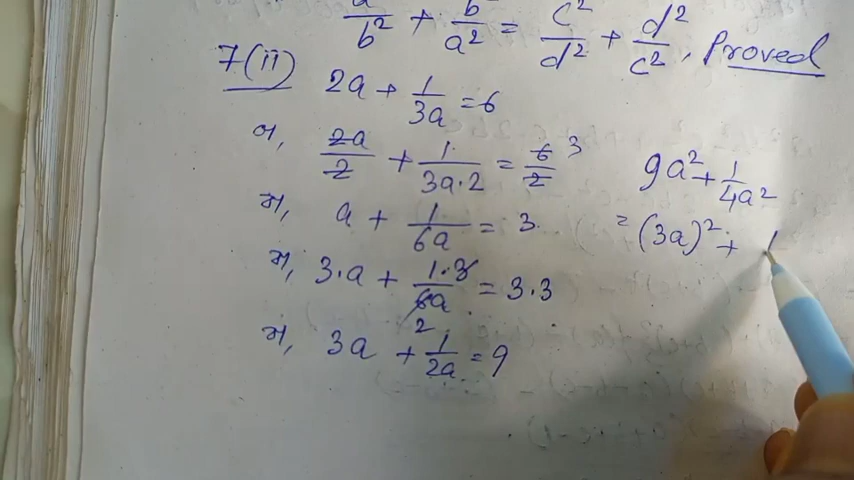 a/b² + b/a² = c²/d² + d²/c², Proved
7(ii) 2a + 1/3a = 6
বা, 2a/2 + 1/3a·2 = 6/2 3
বা, a + 1/6a = 3
বা, 3·a + 1·3/6a = 3·3
2
বা, 3a + 1/2a = 9
9a² + 1/4a²
= (3a)² + 1